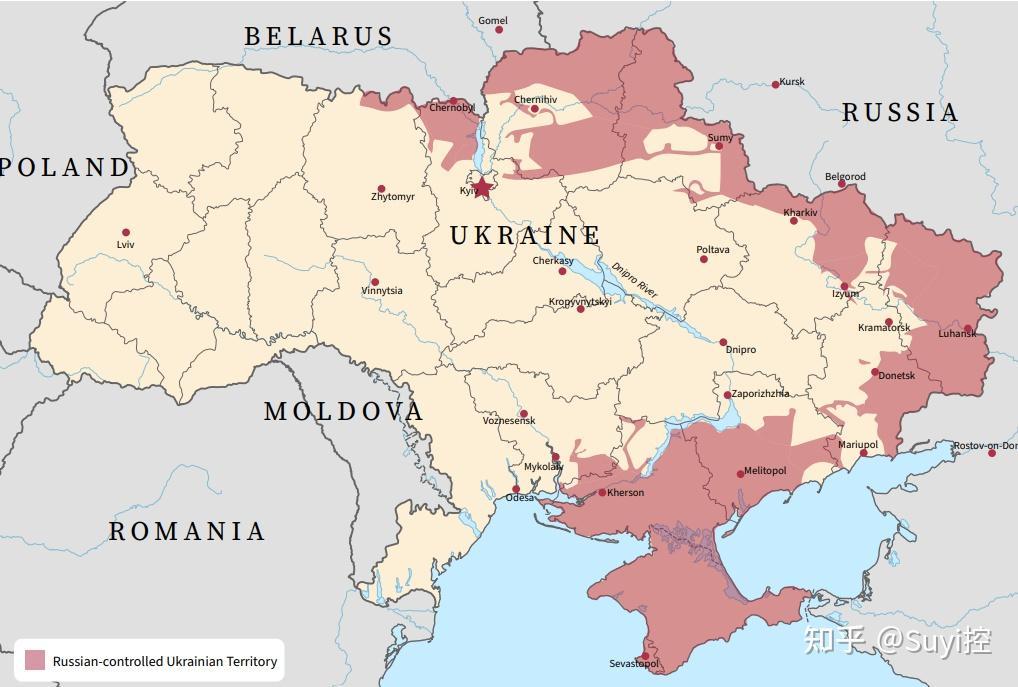 Gomel
BELARUS
Kursk
Chernihiv
Chernobyl
RUSSIA
Sumy
POLAND
Belgorod
Kyiv
Zhytomyr
Kharkiv
UKRAINE
Lviv
Poltava
Cherkasy
Dnipro River
Vinnytsia
Izyum
Kropyvnytskyi
Kramatorsk
Luhansk
Dnipro
Donetsk
Zaporizhzhia
MOLDOVA
Voznesensk
Mariupol
Rostov-on-Don
Mykolaiv
Melitopol
Kherson
Odesa
ROMANIA
知乎 @Suyi控
Russian-controlled Ukrainian Territory
Sevastopol